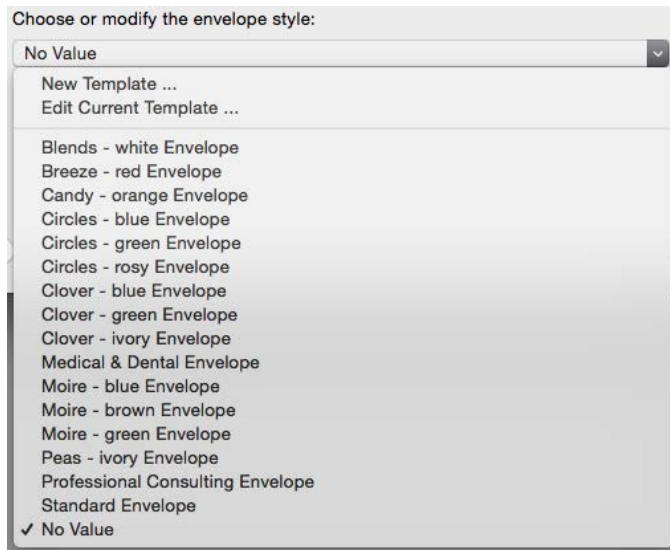 Choose or modify the envelope style:
No Value
New Template ...
Edit Current Template ...
Blends - white Envelope
Breeze - red Envelope
Candy - orange Envelope
Circles - blue Envelope
Circles - green Envelope
Circles - rosy Envelope
Clover - blue Envelope
Clover - green Envelope
Clover - ivory Envelope
Medical & Dental Envelope
Moire - blue Envelope
Moire - brown Envelope
Moire - green Envelope
Peas - ivory Envelope
Professional Consulting Envelope
Standard Envelope
✓ No Value